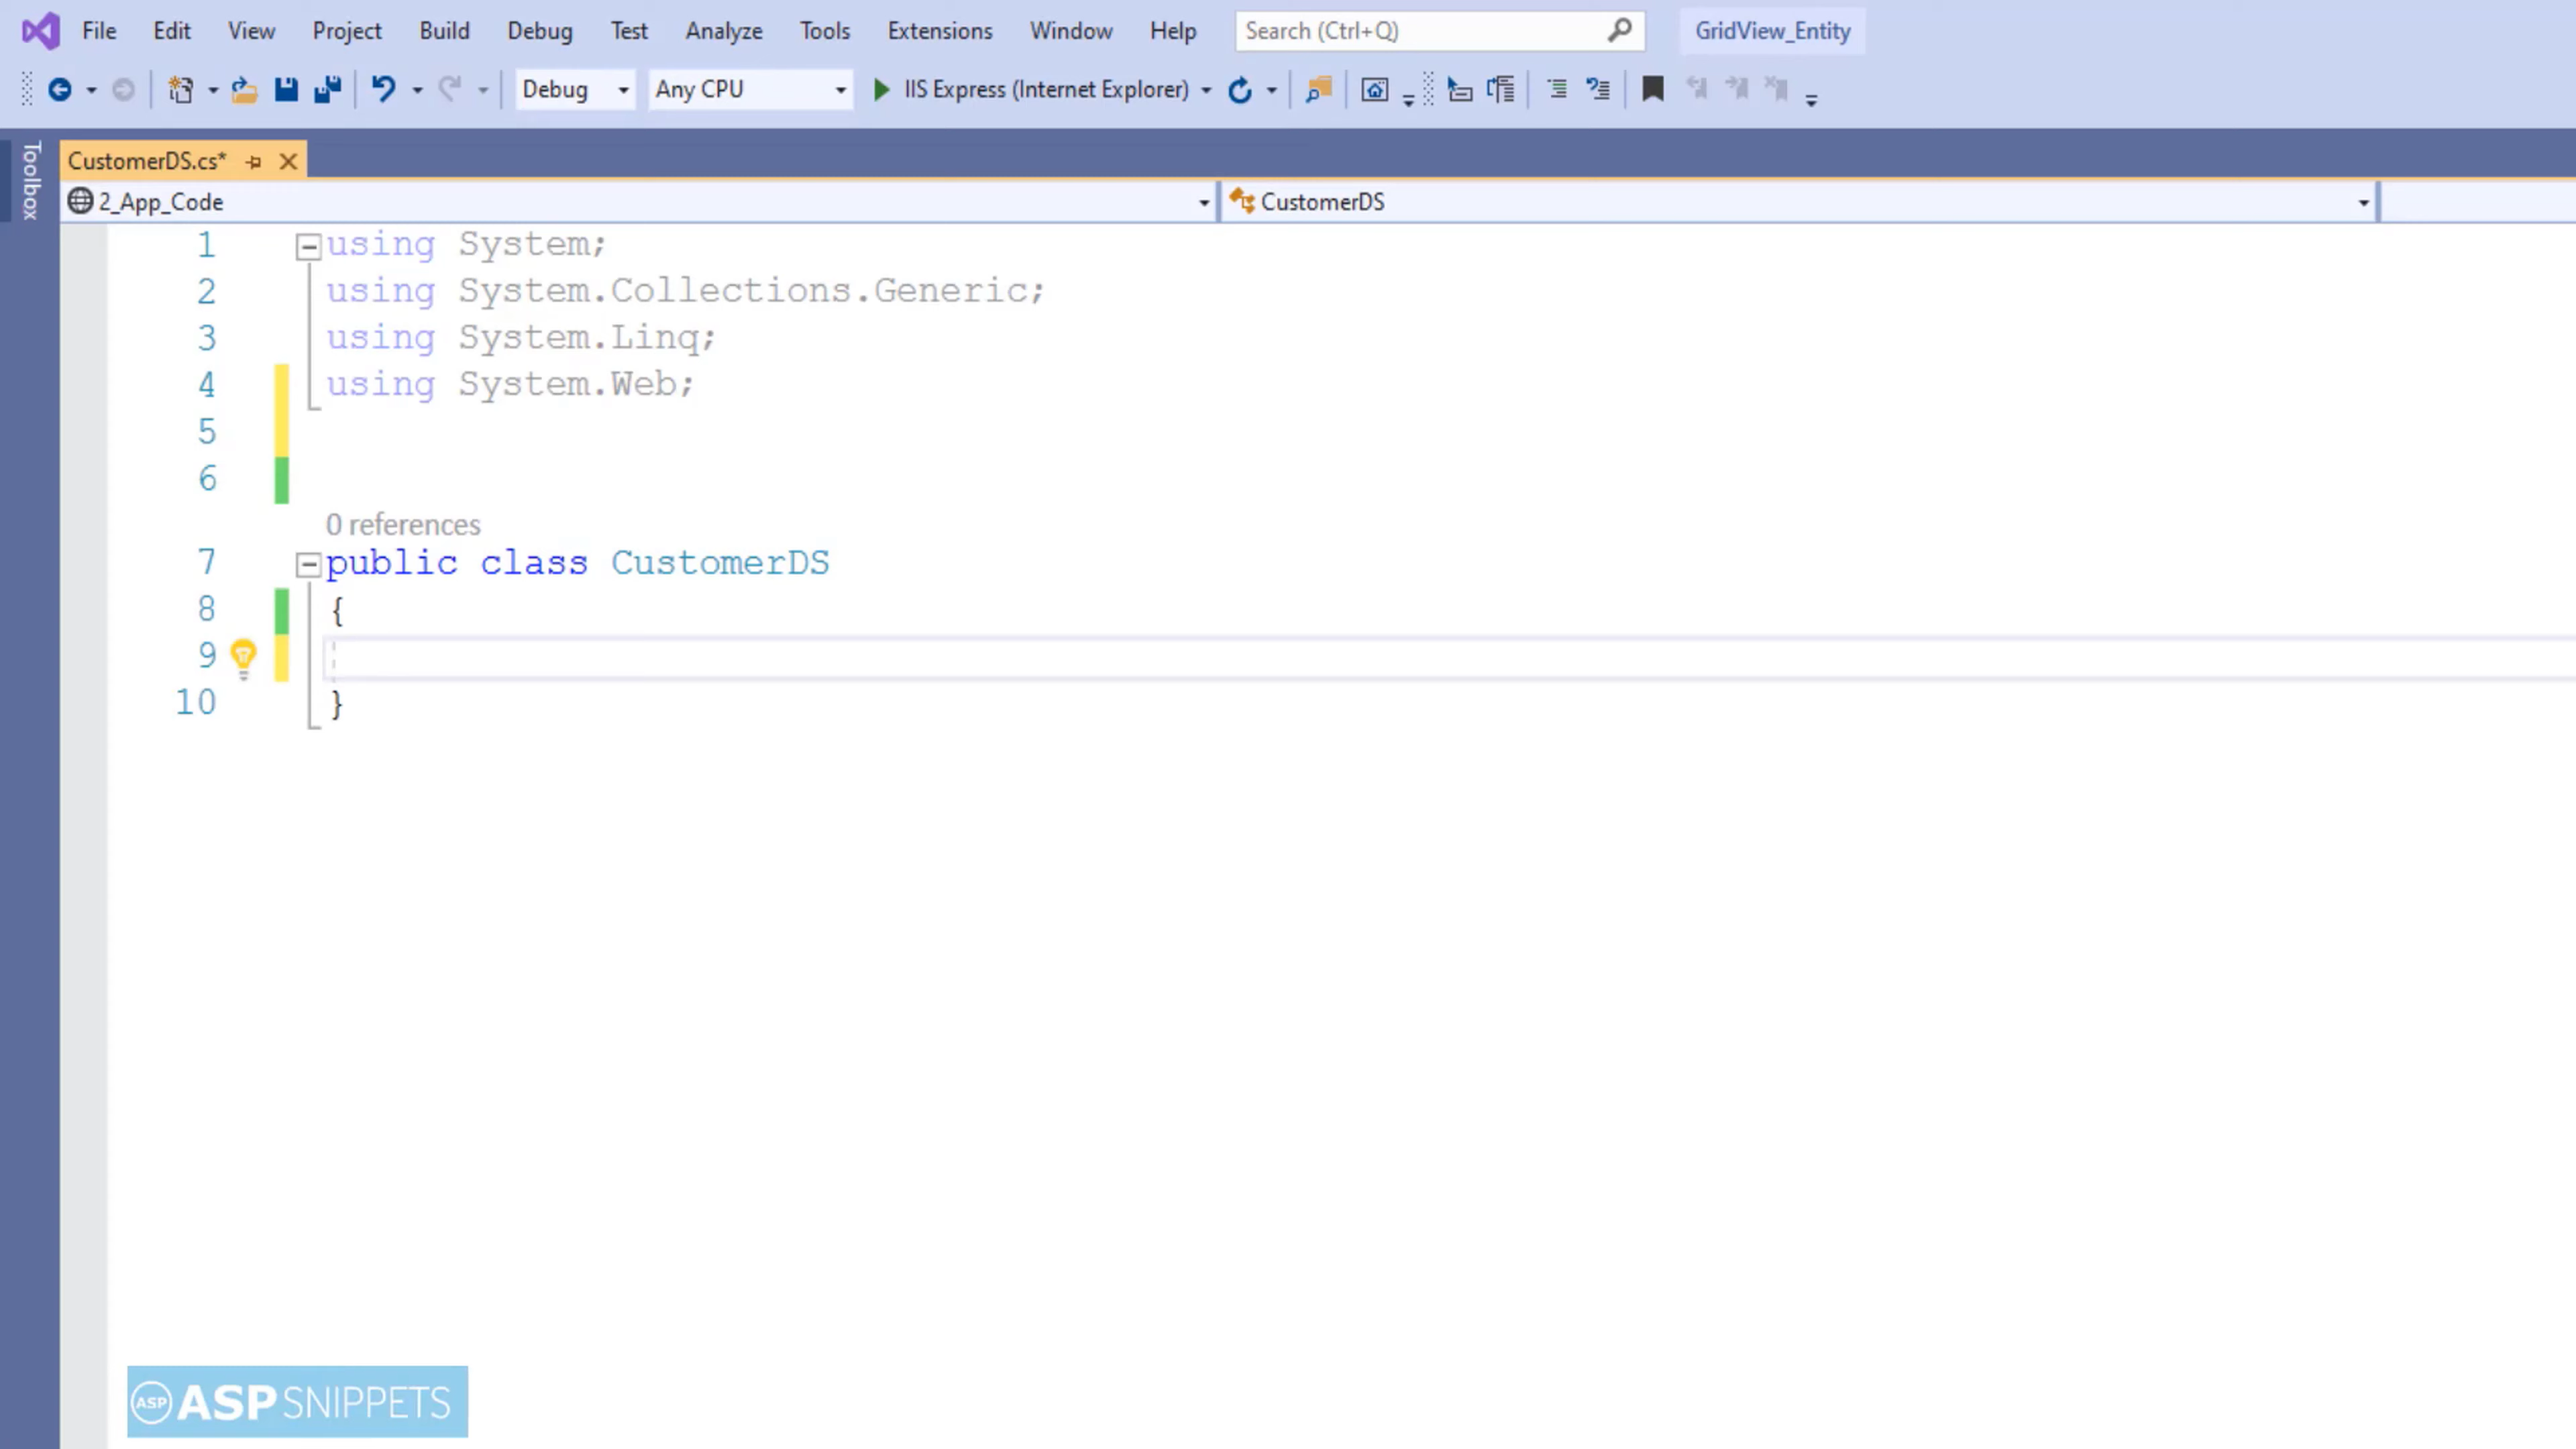 File Edit View Project Build Debug Test Analyze Tools Extensions Window Help Search (Ctrl+Q) GridView_Entity
Debug Any CPU IIS Express (Internet Explorer)
Toolbox
CustomerDS.cs*
2_App_Code CustomerDS
1 using System;
2 using System.Collections.Generic;
3 using System.Linq;
4 using System.Web;
5
6
0 references
7 public class CustomerDS
8 {
9
10 }
ASP ASPSNIPPETS